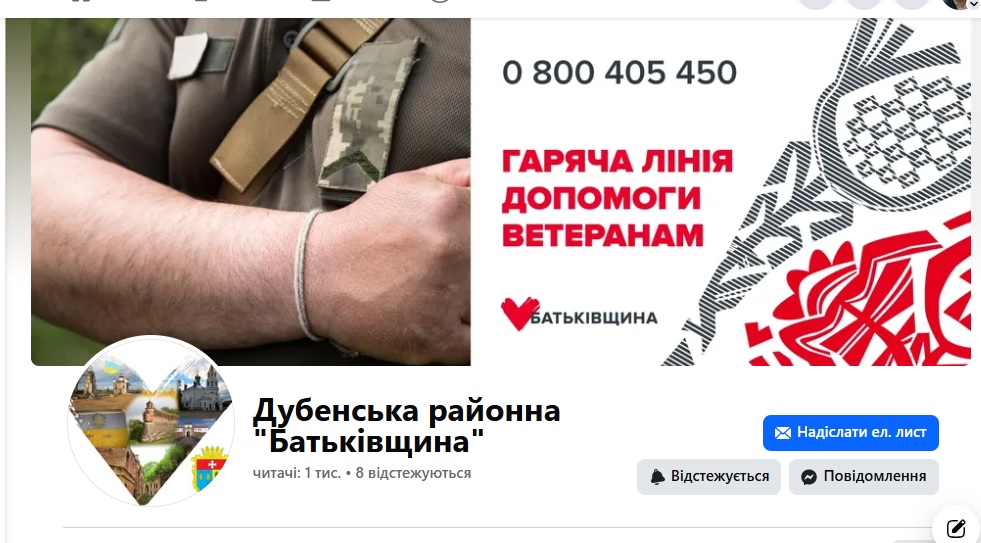 0 800 405 450
ГАРЯЧА ЛІНІЯ
ДОПОМОГИ
ВЕТЕРАНАМ
БАТЬКІВЩИНА
Дубенська районна
"Батьківщина"
читачі: 1 тис. • 8 відстежуються
Надіслати ел. лист
Відстежується
Повідомлення